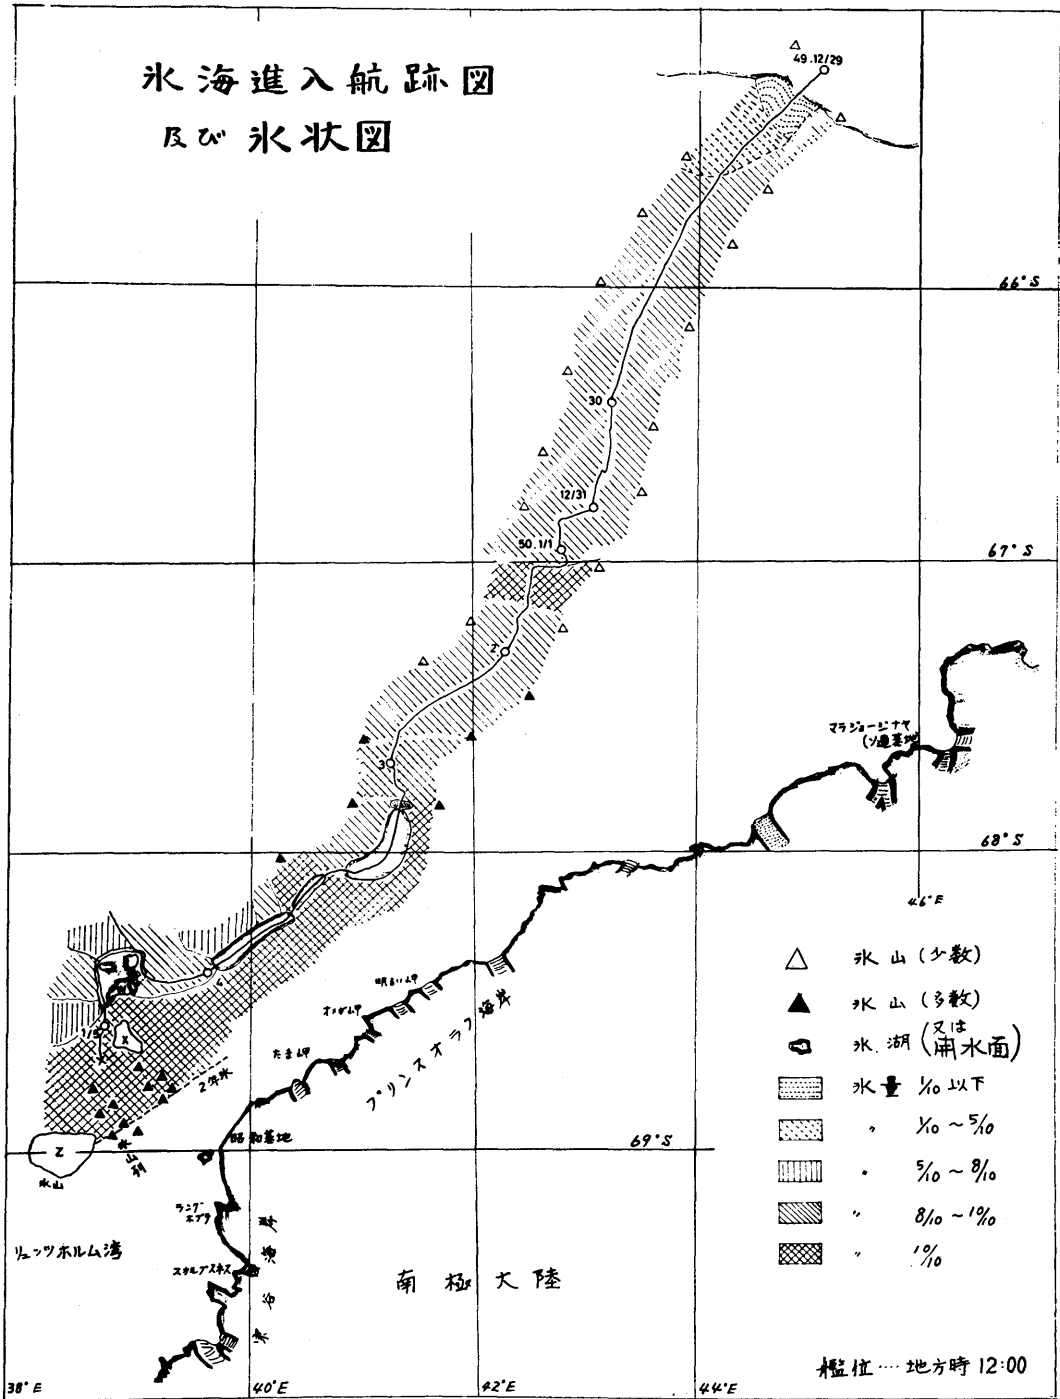 氷海進入航跡図
及び 氷状図
49.12/29
66°S
30
12/31
50.1/1
67°S
2
マラジョージナヤ
(ソ連基地)
3
68°S
46°E
4
明るい岬
オメガ岬
たま岬
プリンスオラフ海岸
1/5
X
2年氷
氷山列
Z
氷山
昭和基地
69°S
ラング
ホブデ
リュッツホルム湾
スカルブスネス
宗谷海岸
南極大陸
△ 氷山 (少数)
▲ 氷山 (多数)
氷湖 (又は開水面)
氷量 1/10 以下
〃 1/10 ~ 5/10
〃 5/10 ~ 8/10
〃 8/10 ~ 10/10
〃 10/10
艦位‥‥地方時 12:00
38°E
40°E
42°E
44°E